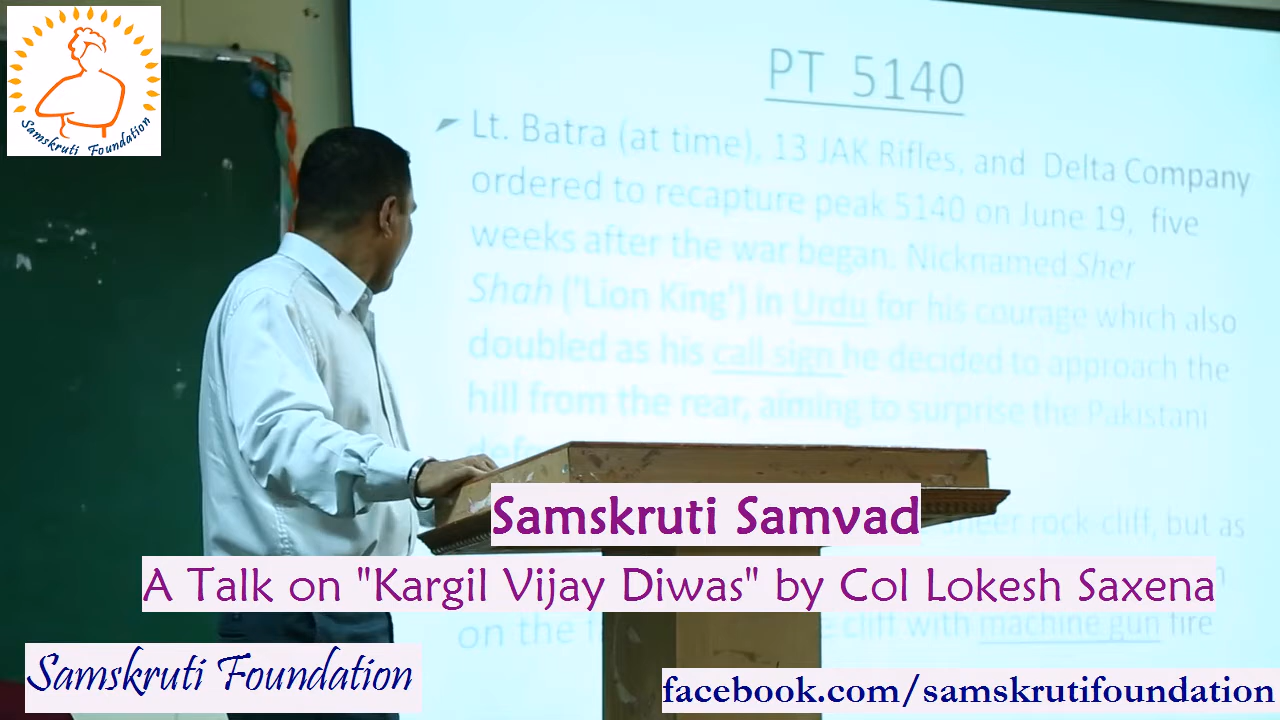 Samskruti Foundation
PT 5140
Lt. Batra (at time), 13 JAK Rifles, and Delta Company
ordered to recapture peak 5140 on June 19, five
weeks after the war began. Nicknamed Sher
Shah ('Lion King') in Urdu for his courage which also
doubled as his call sign he decided to approach the
hill from the rear, aiming to surprise the Pakistani
rock-cliff, but as
on the
cliff with machine gun fire
Samskruti Samvad
A Talk on "Kargil Vijay Diwas" by Col Lokesh Saxena
Samskruti Foundation
facebook.com/samskrutifoundation